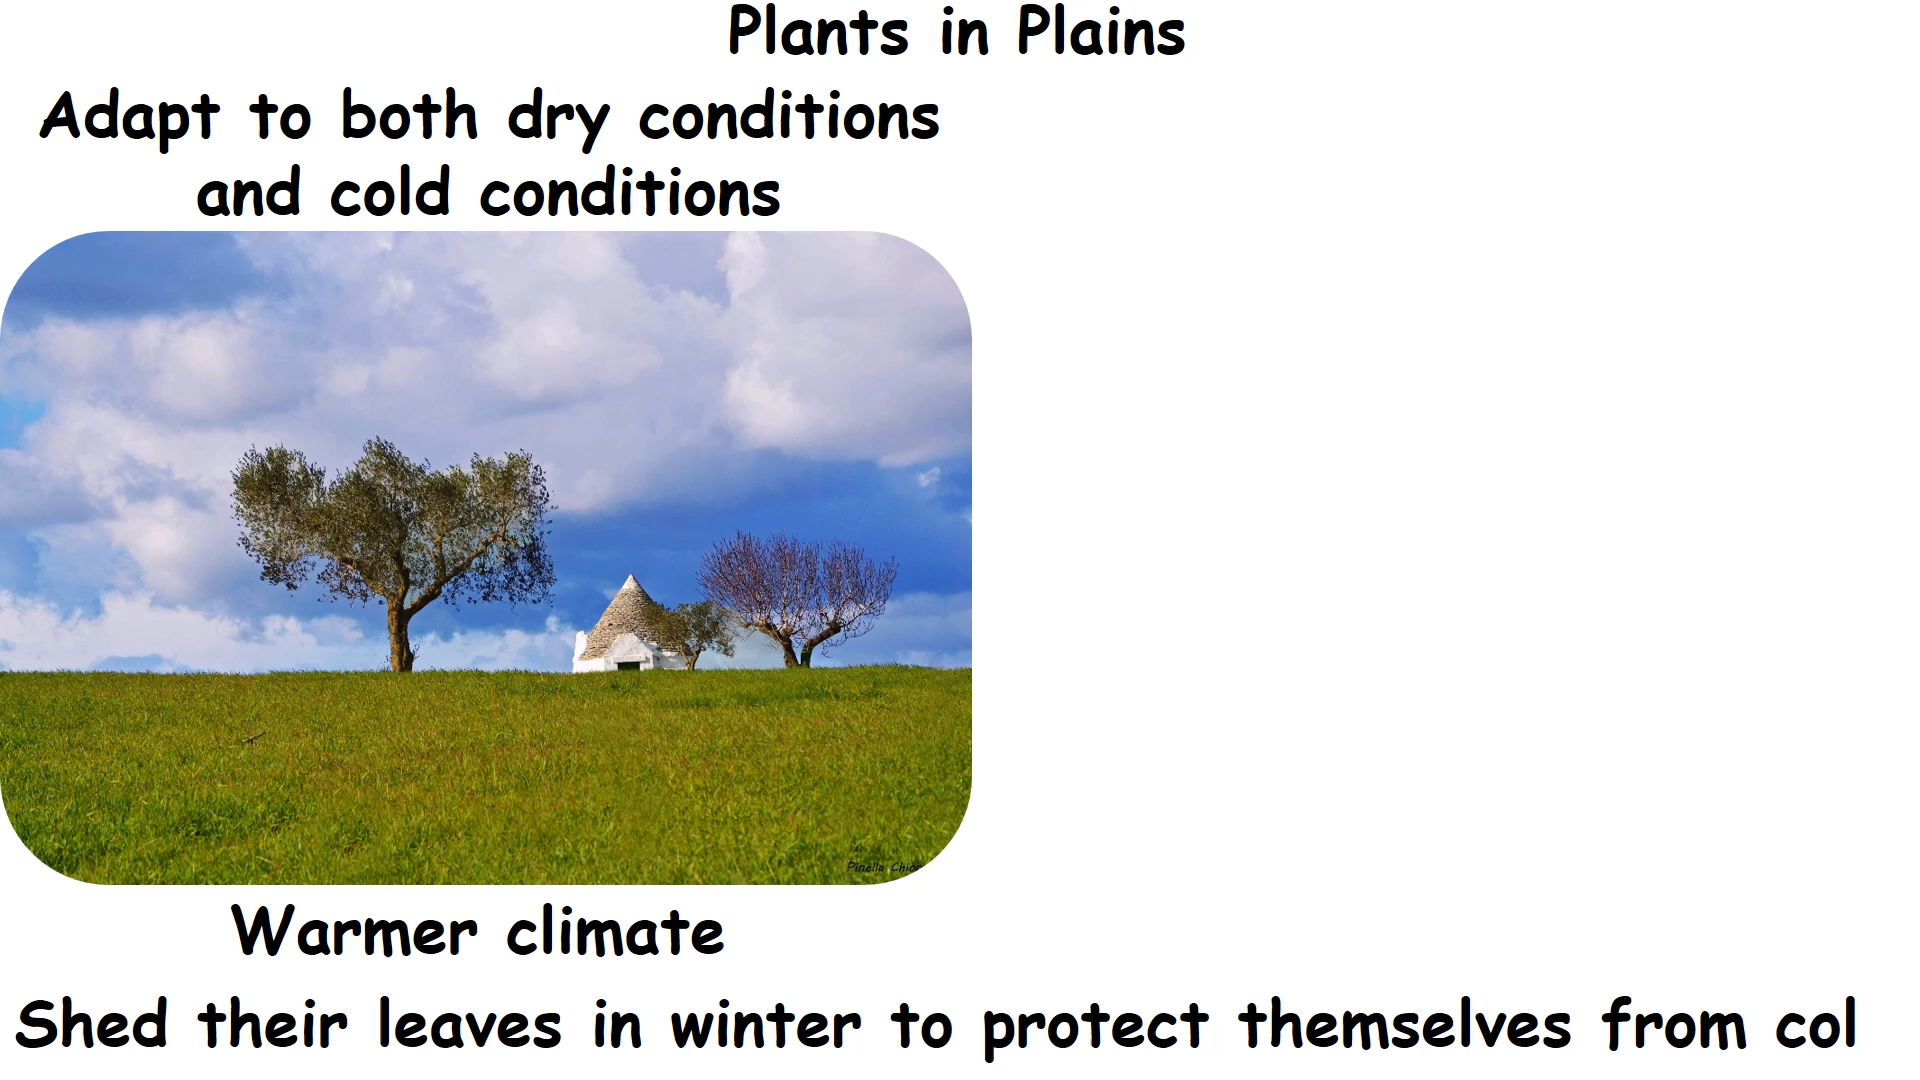 Plants in Plains
Adapt to both dry conditions
and cold conditions
Pinella
Warmer climate
Shed their leaves in winter to protect themselves from col